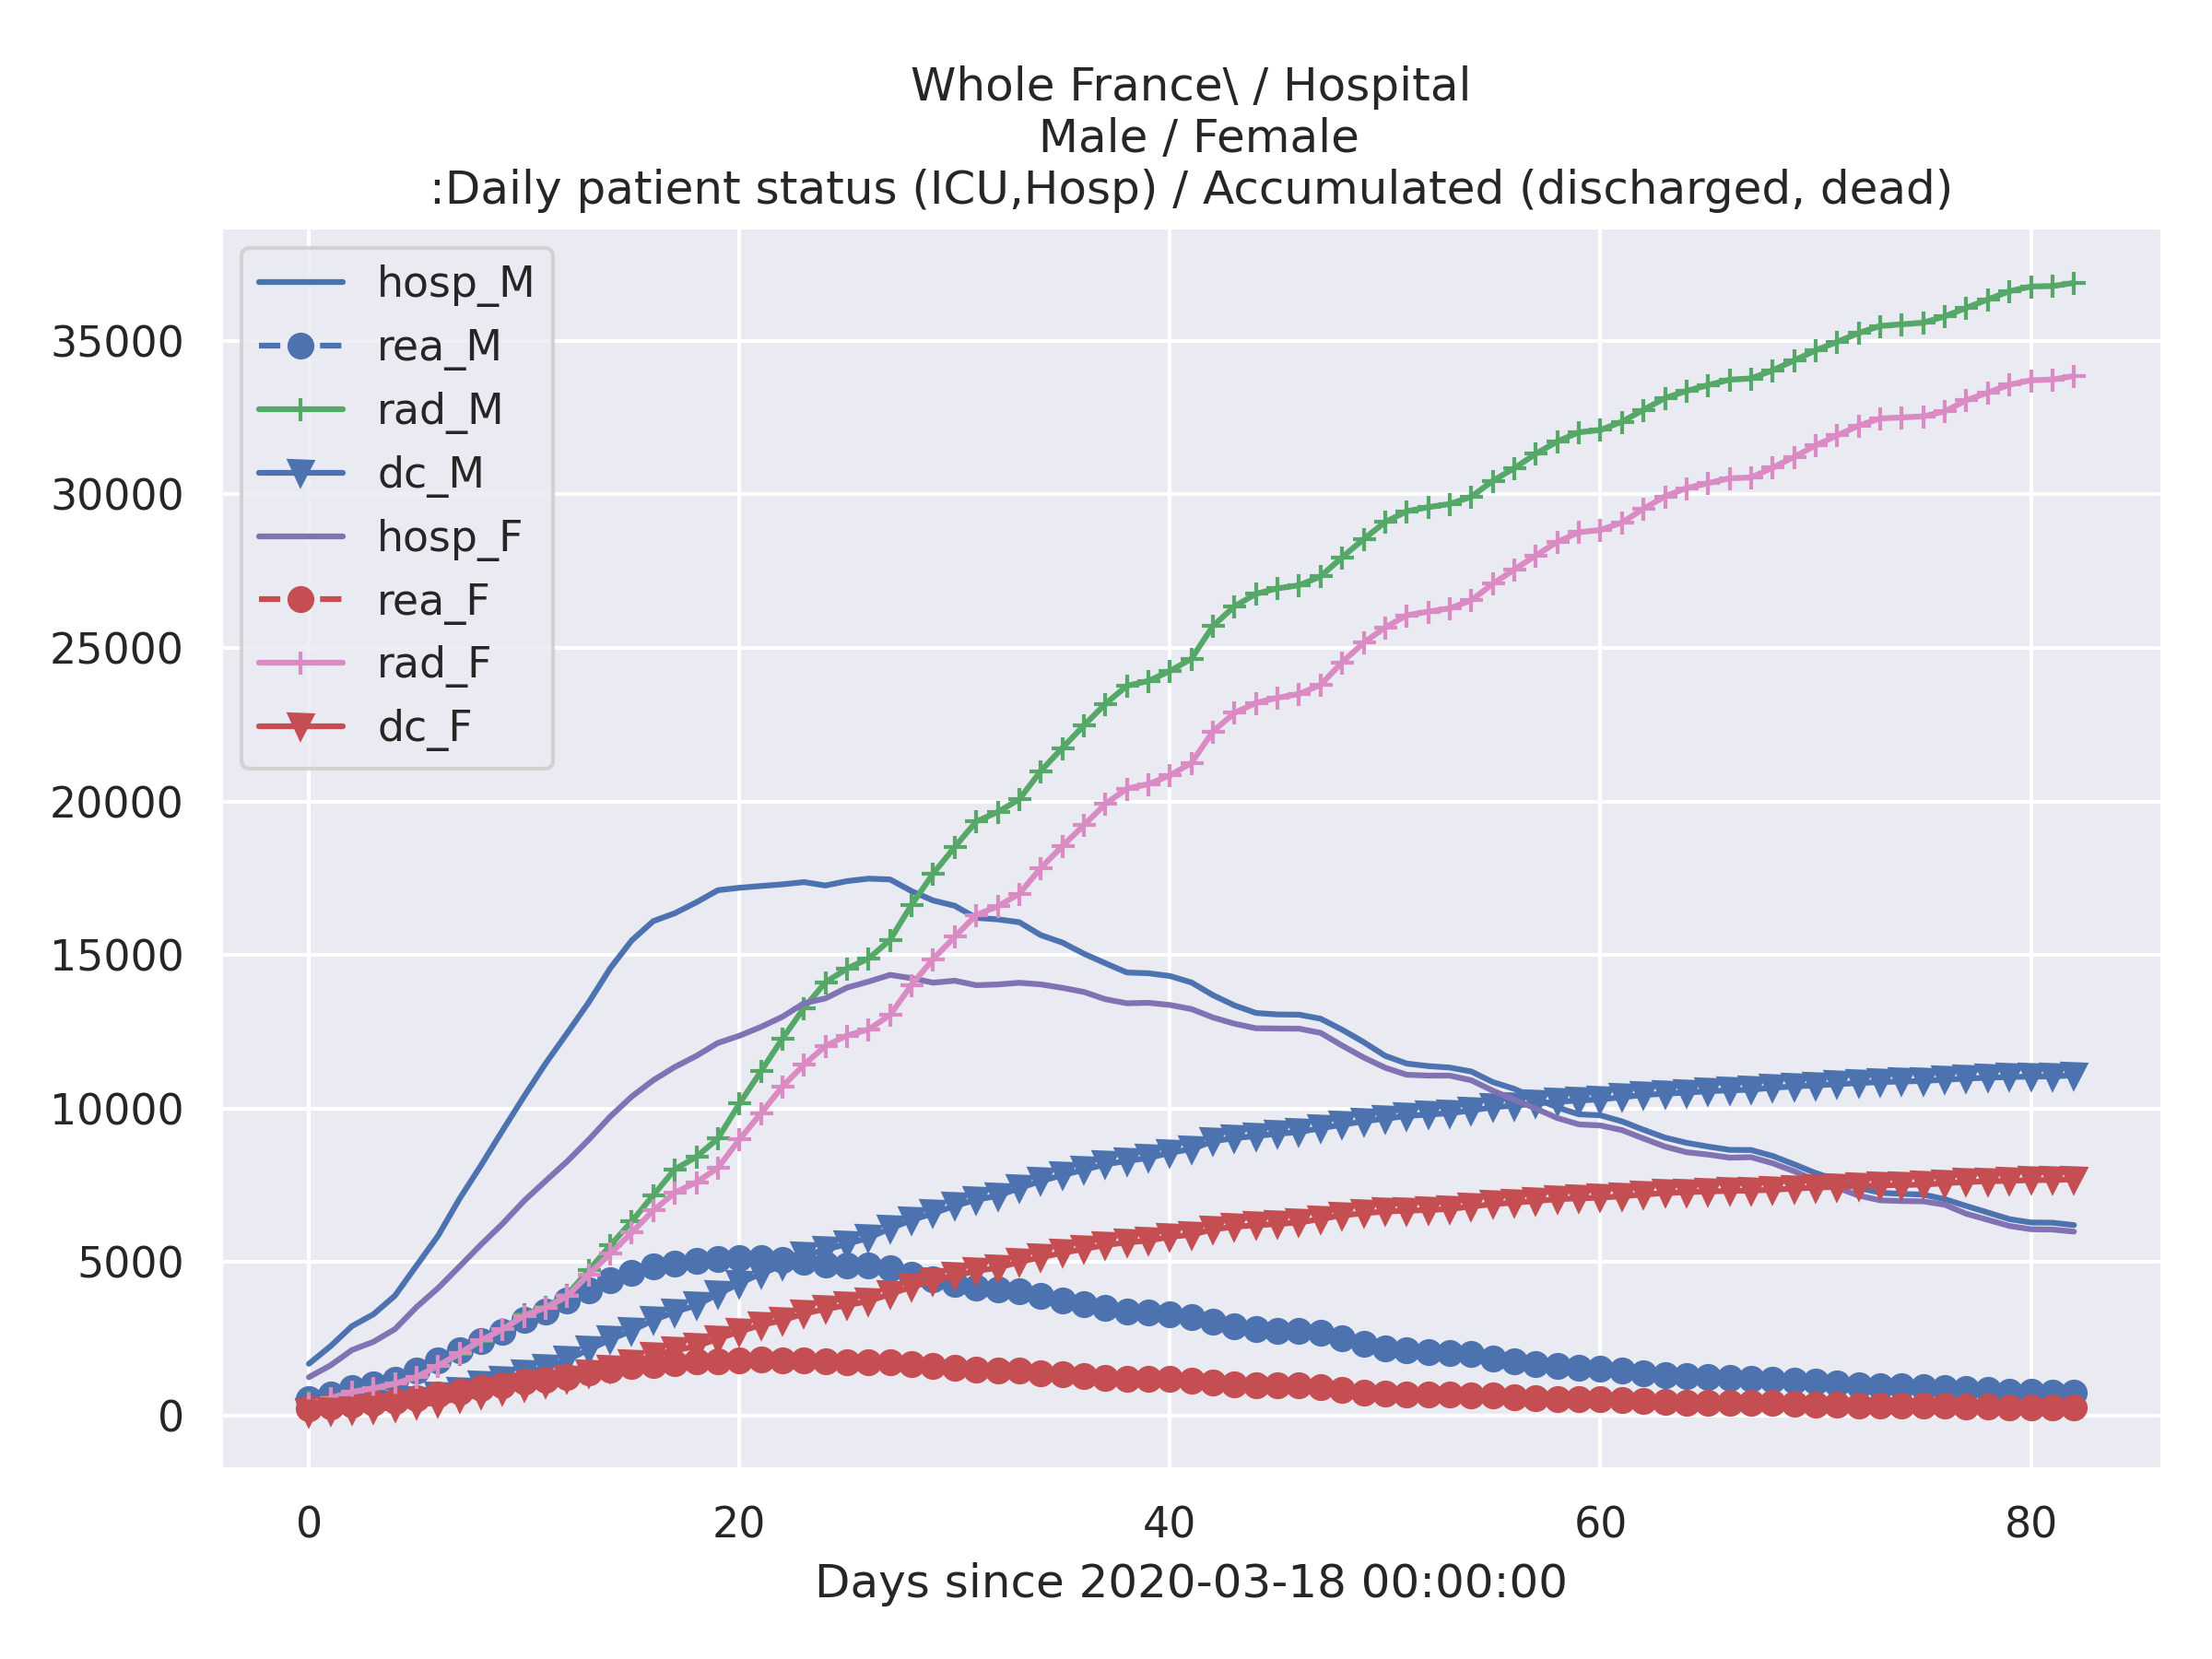 Whole France\ / Hospital
Male / Female
:Daily patient status (ICU,Hosp) / Accumulated (discharged, dead)
hosp_M
rea_M
rad_M
dc_M
hosp_F
rea_F
rad_F
dc_F
35000
30000
25000
20000
15000
10000
5000
0
0 20 40 60 80
Days since 2020-03-18 00:00:00